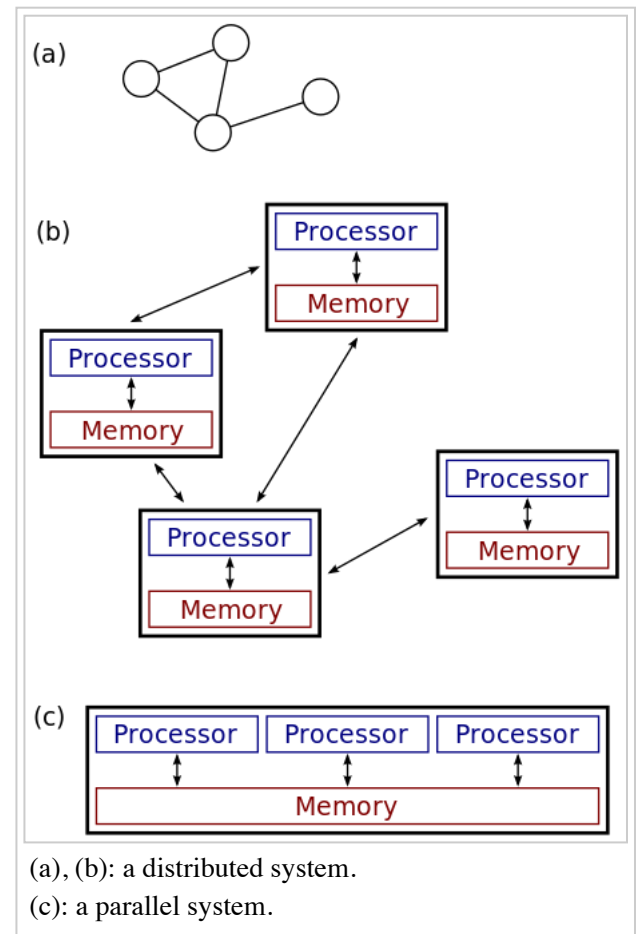 (a)
(b)
Processor
Memory
Processor
Memory
Processor
Memory
Processor
Memory
(c)
Processor Processor Processor
Memory
(a), (b): a distributed system.
(c): a parallel system.